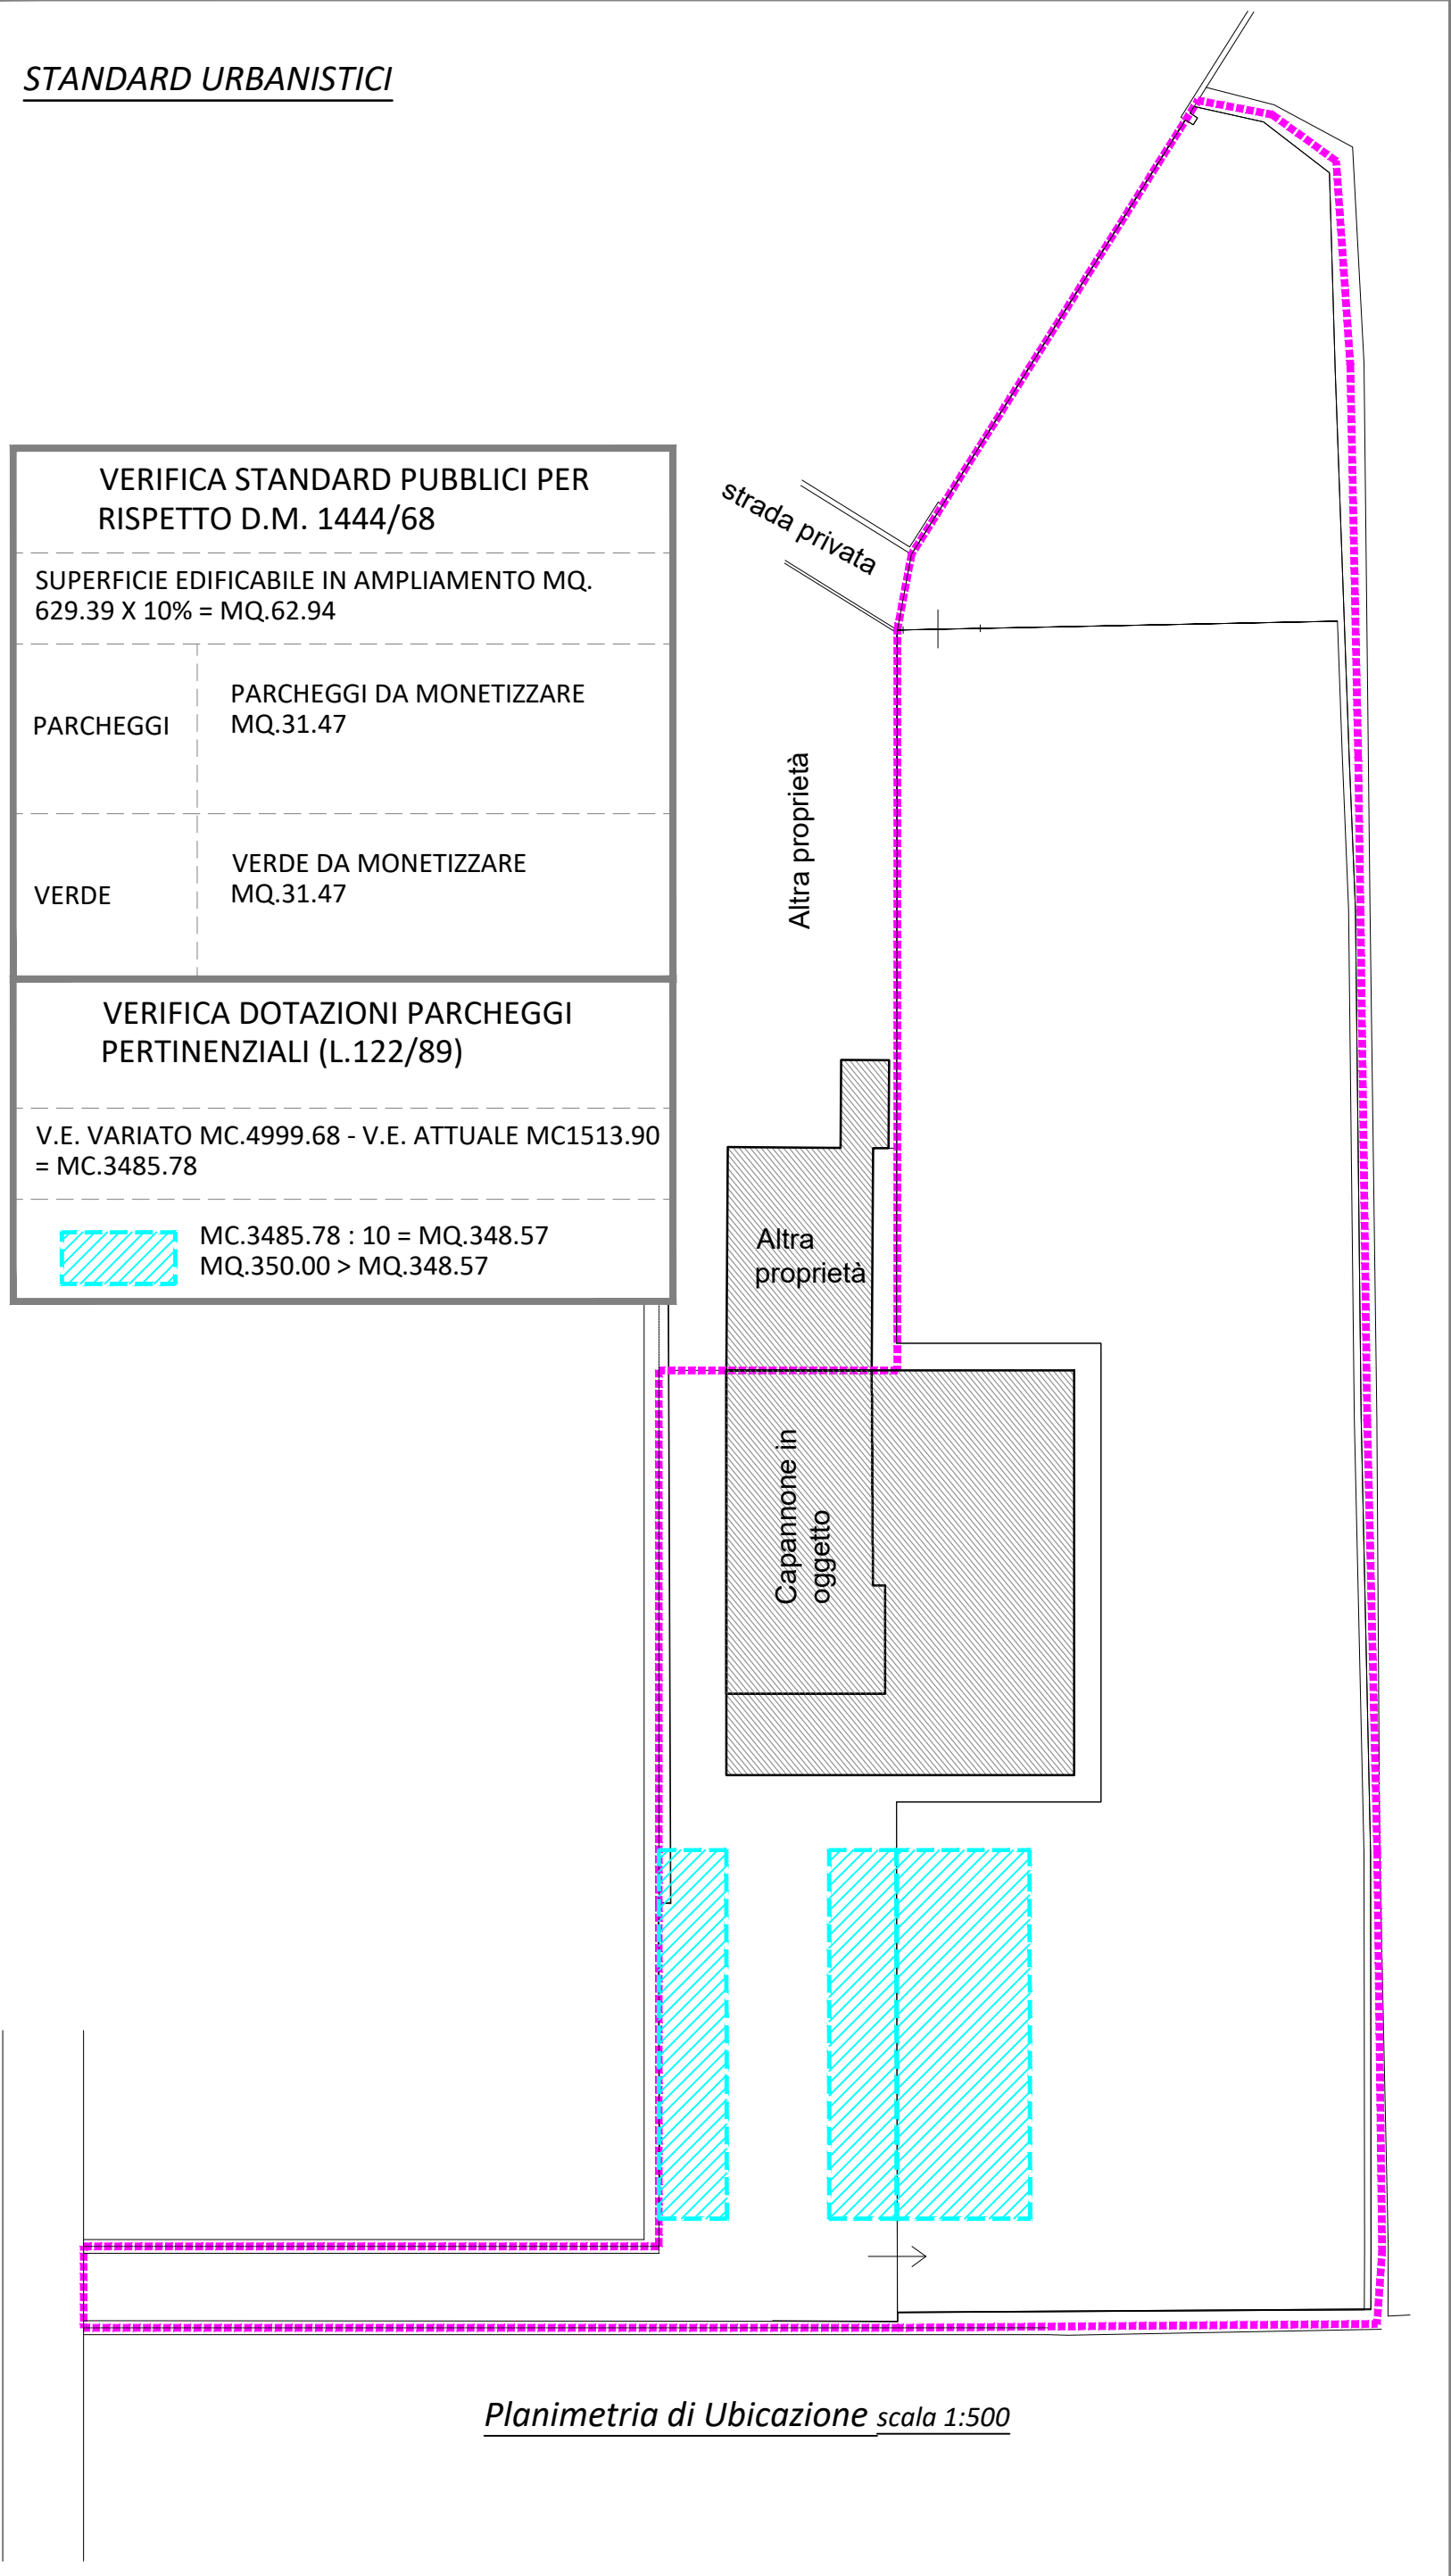 STANDARD URBANISTICI
VERIFICA STANDARD PUBBLICI PER
RISPETTO D.M. 1444/68
SUPERFICIE EDIFICABILE IN AMPLIAMENTO MQ.
629.39 X 10% = MQ.62.94
PARCHEGGI
PARCHEGGI DA MONETIZZARE
MQ.31.47
VERDE
VERDE DA MONETIZZARE
MQ.31.47
VERIFICA DOTAZIONI PARCHEGGI
PERTINENZIALI (L.122/89)
V.E. VARIATO MC.4999.68 - V.E. ATTUALE MC1513.90
= MC.3485.78
MC.3485.78 : 10 = MQ.348.57
MQ.350.00 > MQ.348.57
strada privata
Altra proprietà
Altra
proprietà
Capannone in
oggetto
Planimetria di Ubicazione scala 1:500